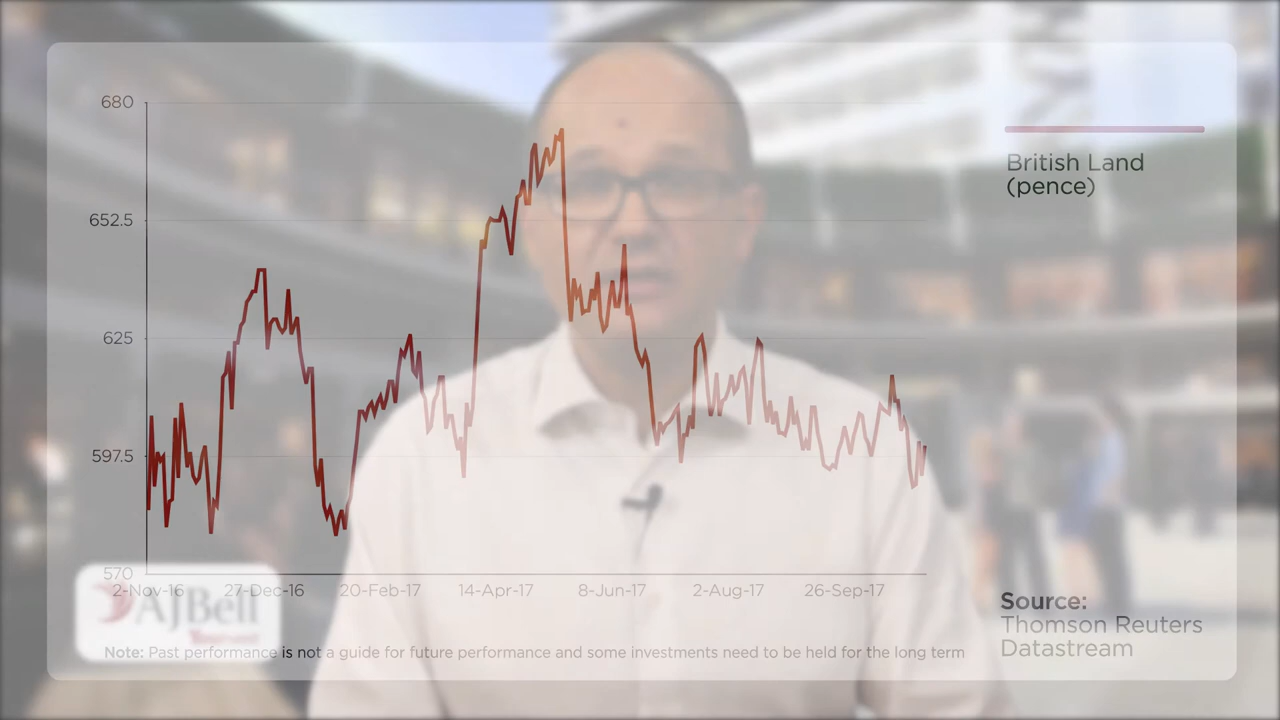 680
652.5
625
597.5
570
2-Nov-16 27-Dec-16 20-Feb-17 14-Apr-17 8-Jun-17 2-Aug-17 26-Sep-17
British Land
(pence)
AJBell
Source:
Thomson Reuters
Datastream
Note: Past performance is not a guide for future performance and some investments need to be held for the long term